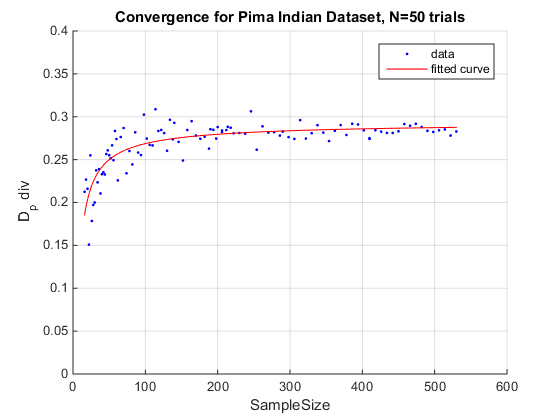 Convergence for Pima Indian Dataset, N=50 trials
data
fitted curve
D_p div
0.4
0.35
0.3
0.25
0.2
0.15
0.1
0.05
0
0 100 200 300 400 500 600
SampleSize